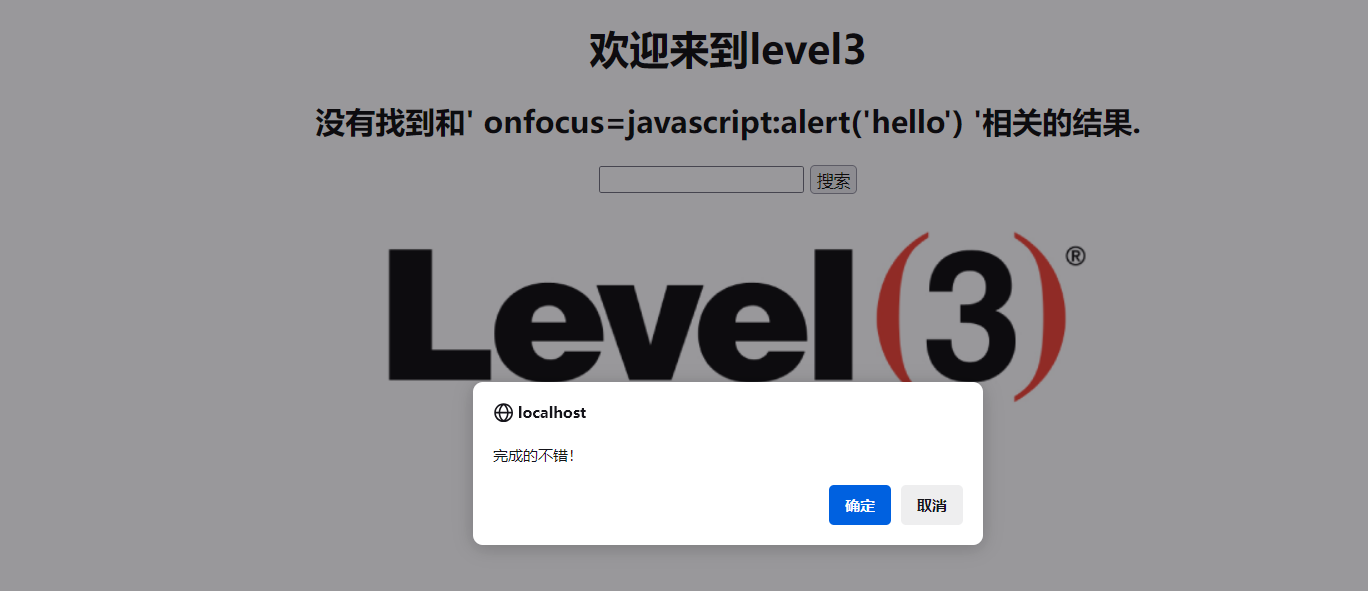 欢迎来到level3
没有找到和' onfocus=javascript:alert('hello') '相关的结果.
搜索
Level(3)®
localhost
完成的不错！
确定 取消